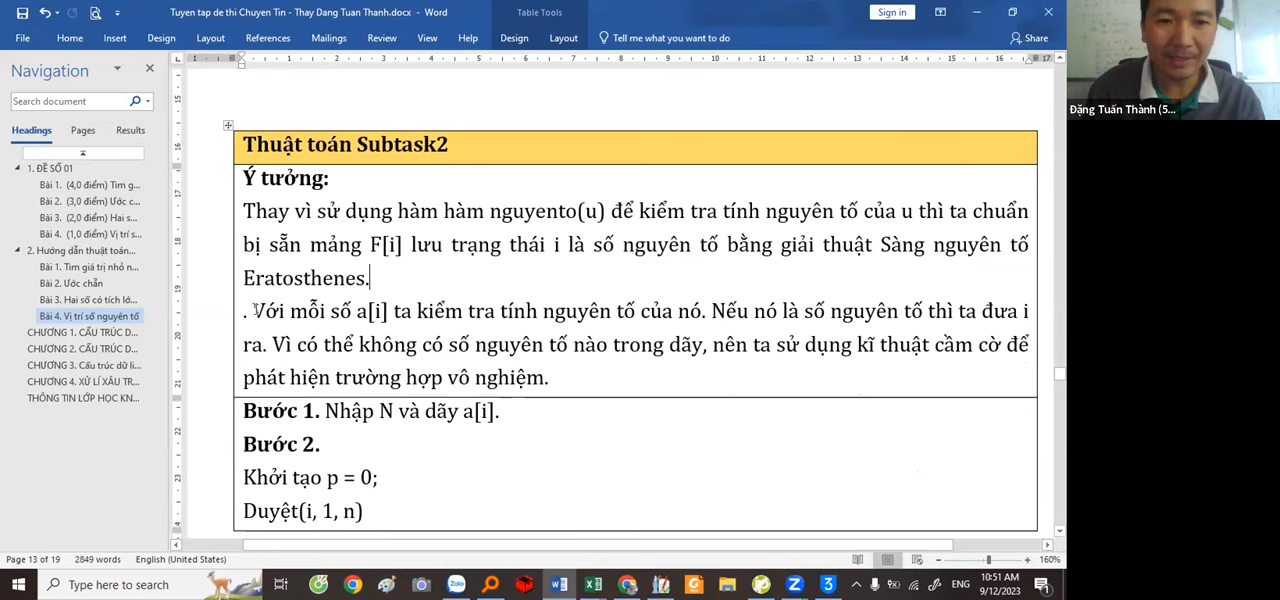 Tuyen tap de thi Chuyen Tin - Thay Dang Tuan Thanh.docx - Word
Table Tools
Sign in
File Home Insert Design Layout References Mailings Review View Help Design Layout Tell me what you want to do Share
Navigation
Search document
Headings Pages Results
1. ĐỀ SỐ 01
Bài 1. (4,0 điểm) Tìm g...
Bài 2. (3,0 điểm) Ước c...
Bài 3. (2,0 điểm) Hai s...
Bài 4. (1,0 điểm) Vị trí s...
2. Hướng dẫn thuật toán...
Bài 1. Tìm giá trị nhỏ n...
Bài 2. Ước chẵn
Bài 3. Hai số có tích lớ...
Bài 4. Vị trí số nguyên tố
CHƯƠNG 1. CẤU TRÚC D...
CHƯƠNG 2. CẤU TRÚC D...
CHƯƠNG 3. Cấu trúc dữ li...
CHƯƠNG 4. XỬ LÍ XÂU TR...
THÔNG TIN LỚP HỌC KN...
Thuật toán Subtask2
Ý tưởng:
Thay vì sử dụng hàm hàm nguyento(u) để kiểm tra tính nguyên tố của u thì ta chuẩn
bị sẵn mảng F[i] lưu trạng thái i là số nguyên tố bằng giải thuật Sàng nguyên tố
Eratosthenes.
. Với mỗi số a[i] ta kiểm tra tính nguyên tố của nó. Nếu nó là số nguyên tố thì ta đưa i
ra. Vì có thể không có số nguyên tố nào trong dãy, nên ta sử dụng kĩ thuật cầm cờ để
phát hiện trường hợp vô nghiệm.
Bước 1. Nhập N và dãy a[i].
Bước 2.
Khởi tạo p = 0;
Duyệt(i, 1, n)
Đặng Tuấn Thành (5...
Page 13 of 19 2849 words English (United States) 160%
Type here to search
ENG
10:51 AM
9/12/2023